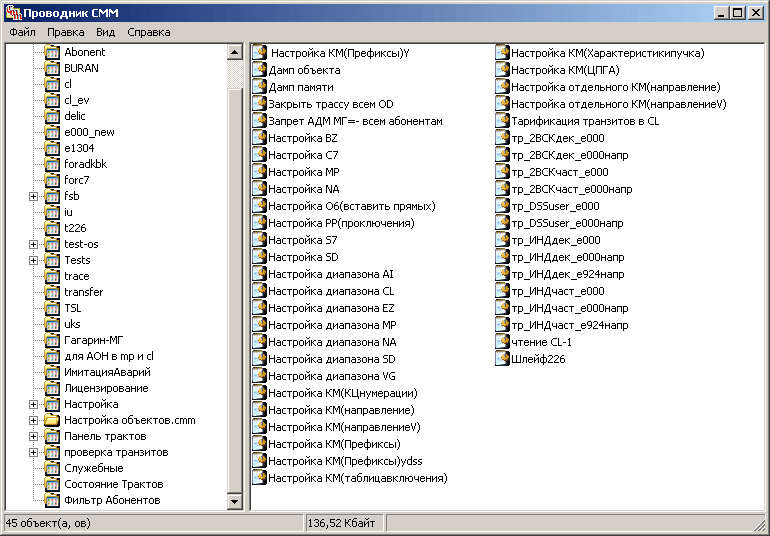 Проводник СММ
Файл Правка Вид Справка
Abonent
BURAN
cl
cl_ev
delic
e000_new
e1304
foradkbk
forc7
fsb
iu
t226
test-os
Tests
trace
transfer
TSL
uks
Гагарин-МГ
для АОН в mp и cl
ИмитацияАварий
Лицензирование
Настройка
Настройка объектов.cmm
Панель трактов
проверка транзитов
Служебные
Состояние Трактов
Фильтр Абонентов
Настройка КМ(Префиксы)Y
Дамп объекта
Дамп памяти
Закрыть трассу всем OD
Запрет АДМ МГ=- всем абонентам
Настройка BZ
Настройка C7
Настройка MP
Настройка NA
Настройка О6(вставить прямых)
Настройка РР(проключения)
Настройка S7
Настройка SD
Настройка диапазона AI
Настройка диапазона CL
Настройка диапазона EZ
Настройка диапазона MP
Настройка диапазона NA
Настройка диапазона SD
Настройка диапазона VG
Настройка КМ(КЦнумерации)
Настройка КМ(направление)
Настройка КМ(направлениеV)
Настройка КМ(Префиксы)
Настройка КМ(Префиксы)ydss
Настройка КМ(таблицавключения)
Настройка КМ(Характеристикипучка)
Настройка КМ(ЦПГА)
Настройка отдельного КМ(направление)
Настройка отдельного КМ(направлениеV)
Тарификация транзитов в CL
тр_2ВСКдек_е000
тр_2ВСКдек_е000напр
тр_2ВСКчаст_е000
тр_2ВСКчаст_е000напр
тр_DSSuser_е000
тр_DSSuser_е000напр
тр_ИНДдек_е000
тр_ИНДдек_е000напр
тр_ИНДдек_е924напр
тр_ИНДчаст_е000
тр_ИНДчаст_е000напр
тр_ИНДчаст_е924напр
чтение CL-1
Шлейф226
45 объект(а, ов) 136,52 Кбайт